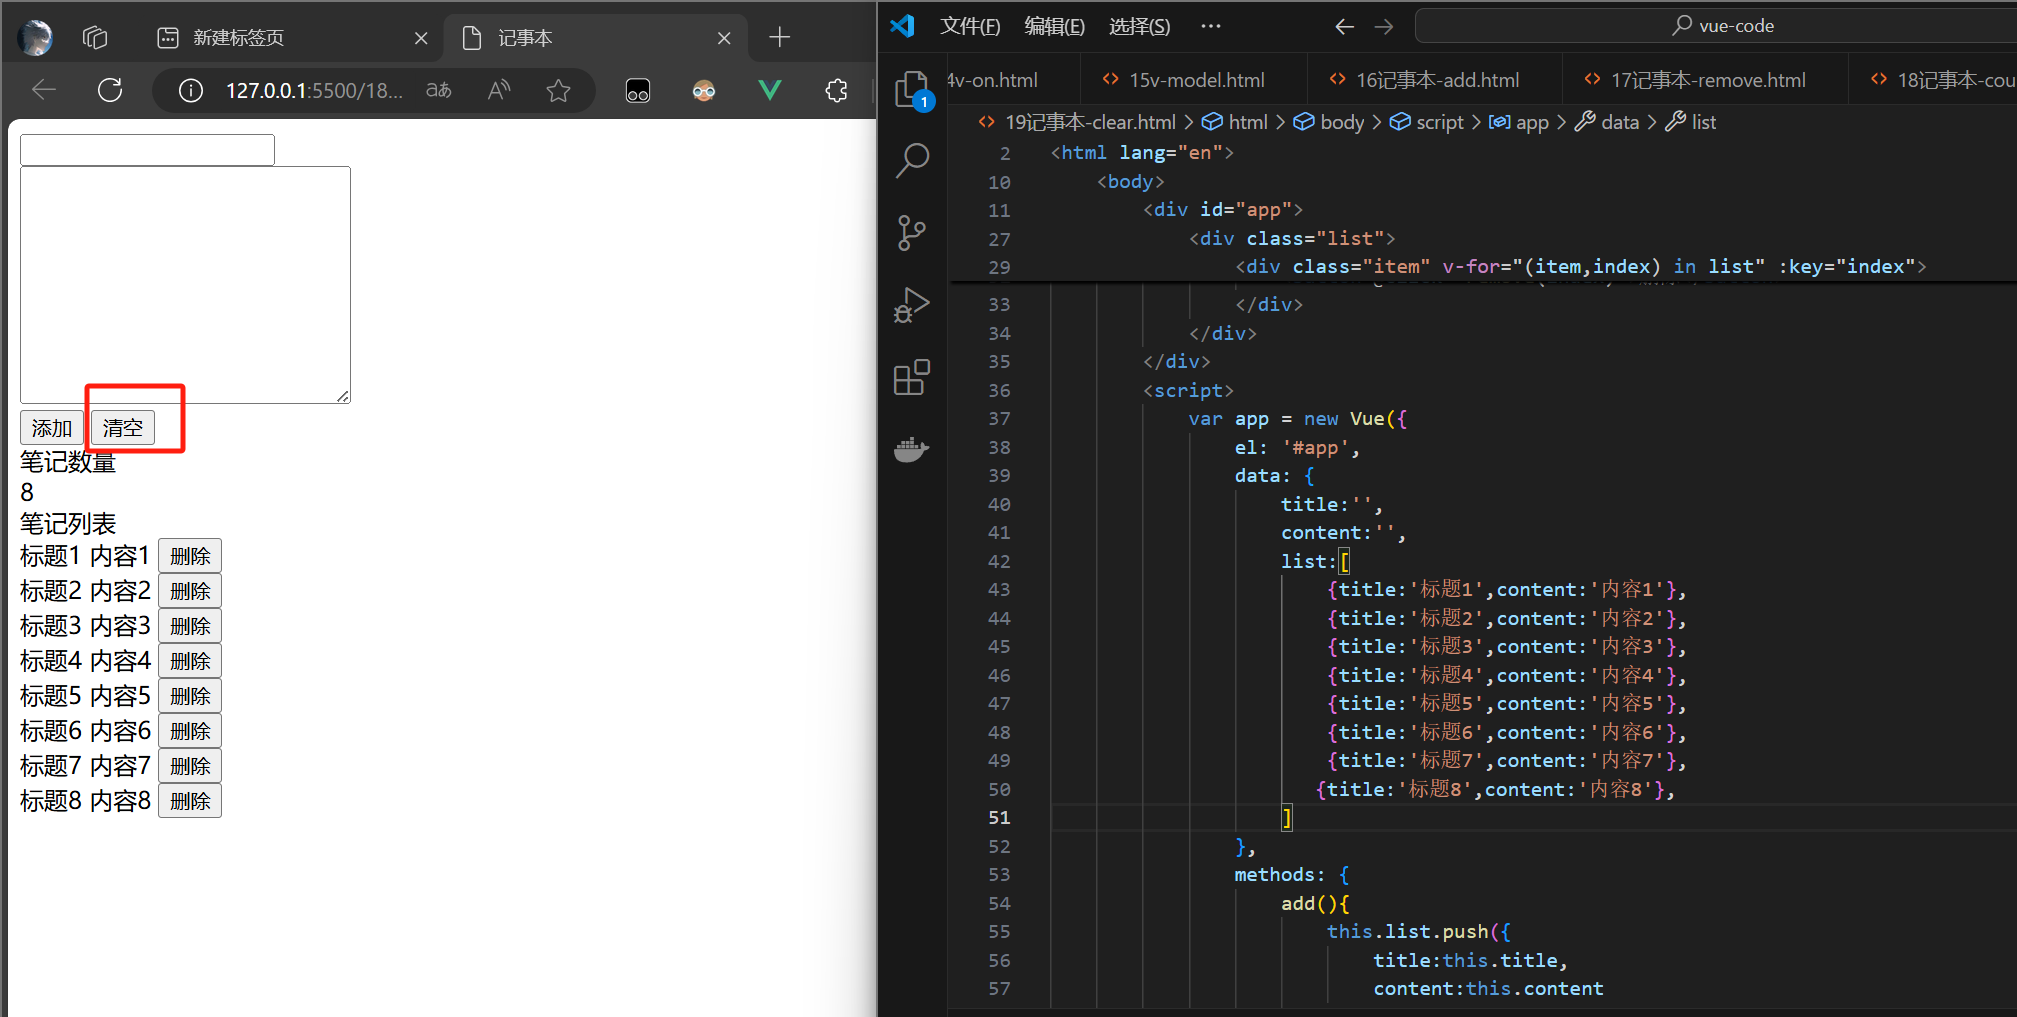 新建标签页
记事本
127.0.0.1:5500/18...
文件(F) 编辑(E) 选择(S) ···
vue-code
4v-on.html
15v-model.html
16记事本-add.html
17记事本-remove.html
18记事本-cou
19记事本-clear.html > html > body > script > app > data > list
添加 清空
笔记数量
8
笔记列表
标题1 内容1 删除
标题2 内容2 删除
标题3 内容3 删除
标题4 内容4 删除
标题5 内容5 删除
标题6 内容6 删除
标题7 内容7 删除
标题8 内容8 删除
1
2 <html lang="en">
10 <body>
11 <div id="app">
27 <div class="list">
29 <div class="item" v-for="(item,index) in list" :key="index">
33 </div>
34 </div>
35 </div>
36 <script>
37 var app = new Vue({
38 el: '#app',
39 data: {
40 title:'',
41 content:'',
42 list:[
43 {title:'标题1',content:'内容1'},
44 {title:'标题2',content:'内容2'},
45 {title:'标题3',content:'内容3'},
46 {title:'标题4',content:'内容4'},
47 {title:'标题5',content:'内容5'},
48 {title:'标题6',content:'内容6'},
49 {title:'标题7',content:'内容7'},
50 {title:'标题8',content:'内容8'},
51 ]
52 },
53 methods: {
54 add(){
55 this.list.push({
56 title:this.title,
57 content:this.content